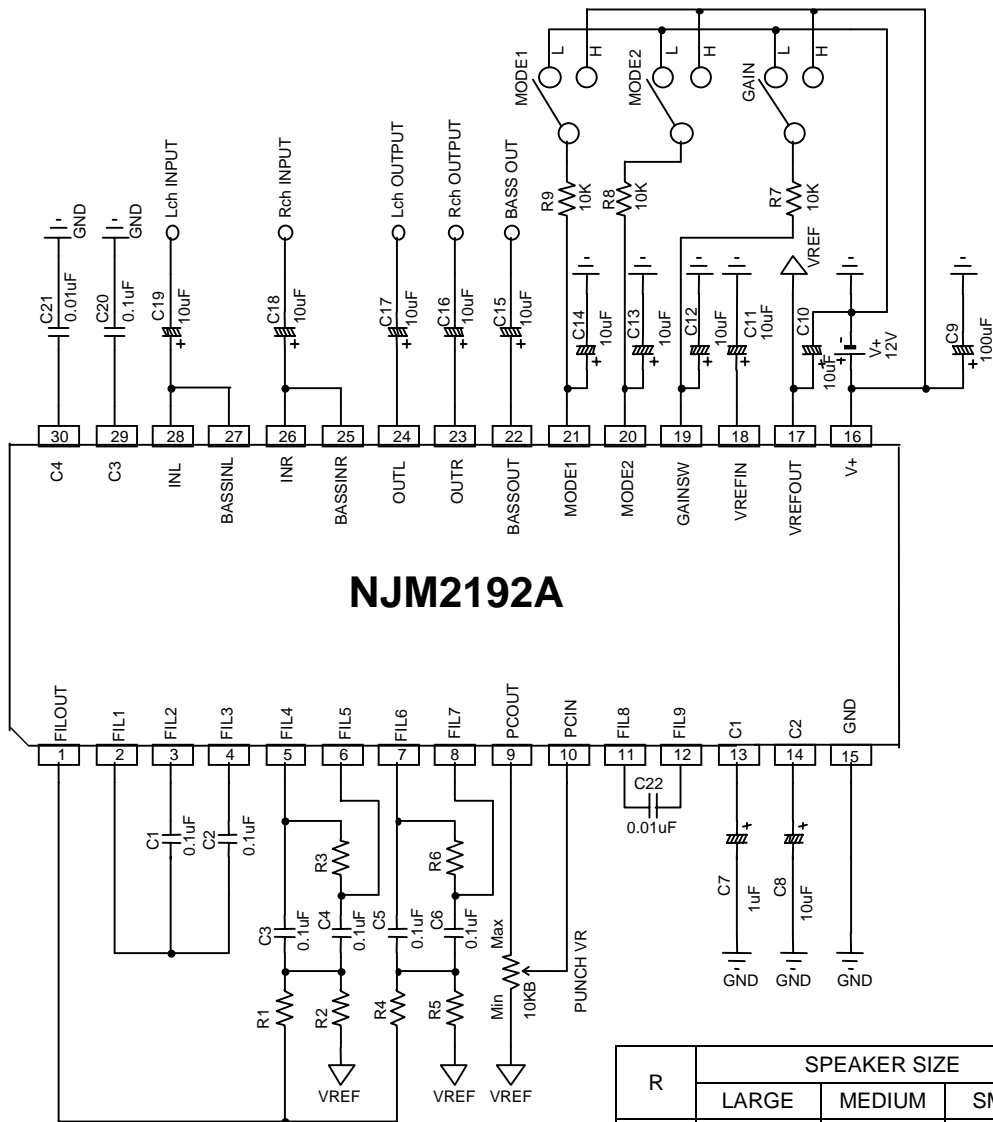 MODE1
L
H
MODE2
L
H
GAIN
L
H
R9
10K
R8
10K
R7
10K
GND
GND
Lch INPUT
Rch INPUT
Lch OUTPUT
Rch OUTPUT
BASS OUT
VREF
C21
0.01uF
C20
0.1uF
C19
10uF
+
C18
10uF
+
C17
10uF
+
C16
10uF
+
C15
10uF
+
C14
10uF
+
C13
10uF
+
C12
10uF
+
C11
10uF
+
C10
10uF
+
V+
12V
+
-
C9
100uF
+
30 29 28 27 26 25 24 23 22 21 20 19 18 17 16
C4
C3
INL
BASSINL
INR
BASSINR
OUTL
OUTR
BASSOUT
MODE1
MODE2
GAINSW
VREFIN
VREFOUT
V+
NJM2192A
FILOUT
FIL1
FIL2
FIL3
FIL4
FIL5
FIL6
FIL7
PCOUT
PCIN
FIL8
FIL9
C1
C2
GND
1 2 3 4 5 6 7 8 9 10 11 12 13 14 15
C1
0.1uF
C2
0.1uF
R3
R6
C3
0.1uF
C4
0.1uF
C5
0.1uF
C6
0.1uF
R1
R2
R4
R5
Max
Min
10KB
PUNCH VR
C22
0.01uF
C7
1uF
+
C8
10uF
+
GND
GND
GND
VREF
VREF
VREF
R
SPEAKER SIZE
LARGE
MEDIUM